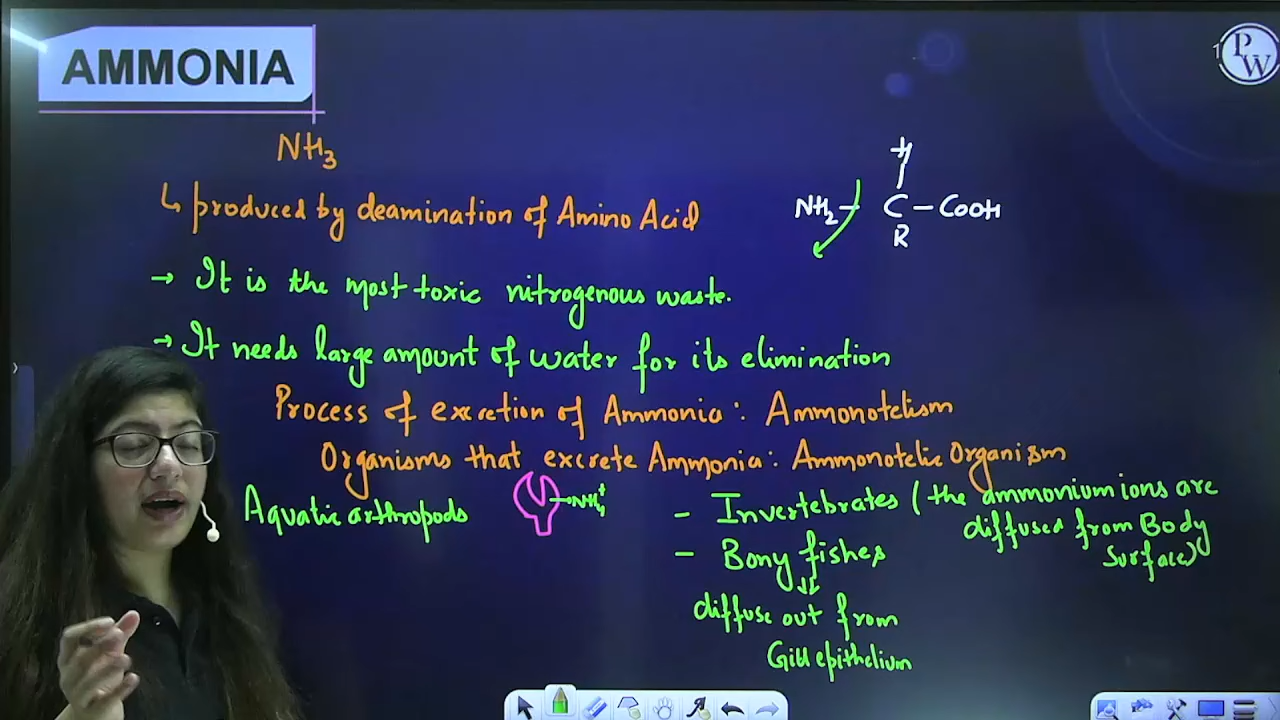 AMMONIA
PW
NH3
↳ produced by deamination of Amino Acid
H
NH2 - C - COOH
R
→ It is the most toxic nitrogenous waste.
→ It needs large amount of water for its elimination
Process of excretion of Ammonia: Ammonotelism
Organisms that excrete Ammonia: Ammonotelic Organism
Aquatic arthropods
NH4+
- Invertebrates (the ammonium ions are
diffused from Body
Surface)
- Bony fishes
diffuse out from
Gill epithelium